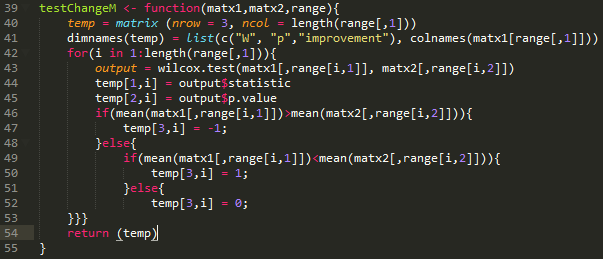 39 testChangeM <- function(matx1,matx2,range){
40     temp = matrix (nrow = 3, ncol = length(range[,1]))
41     dimnames(temp) = list(c("W", "p","improvement"), colnames(matx1[range[,1]]))
42     for(i in 1:length(range[,1])){
43         output = wilcox.test(matx1[,range[i,1]], matx2[,range[i,2]])
44         temp[1,i] = output$statistic
45         temp[2,i] = output$p.value
46         if(mean(matx1[,range[i,1]])>mean(matx2[,range[i,2]])){
47             temp[3,i] = -1;
48         }else{
49             if(mean(matx1[,range[i,1]])<mean(matx2[,range[i,2]])){
50                 temp[3,i] = 1;
51             }else{
52                 temp[3,i] = 0;
53     }}}
54     return (temp)
55 }